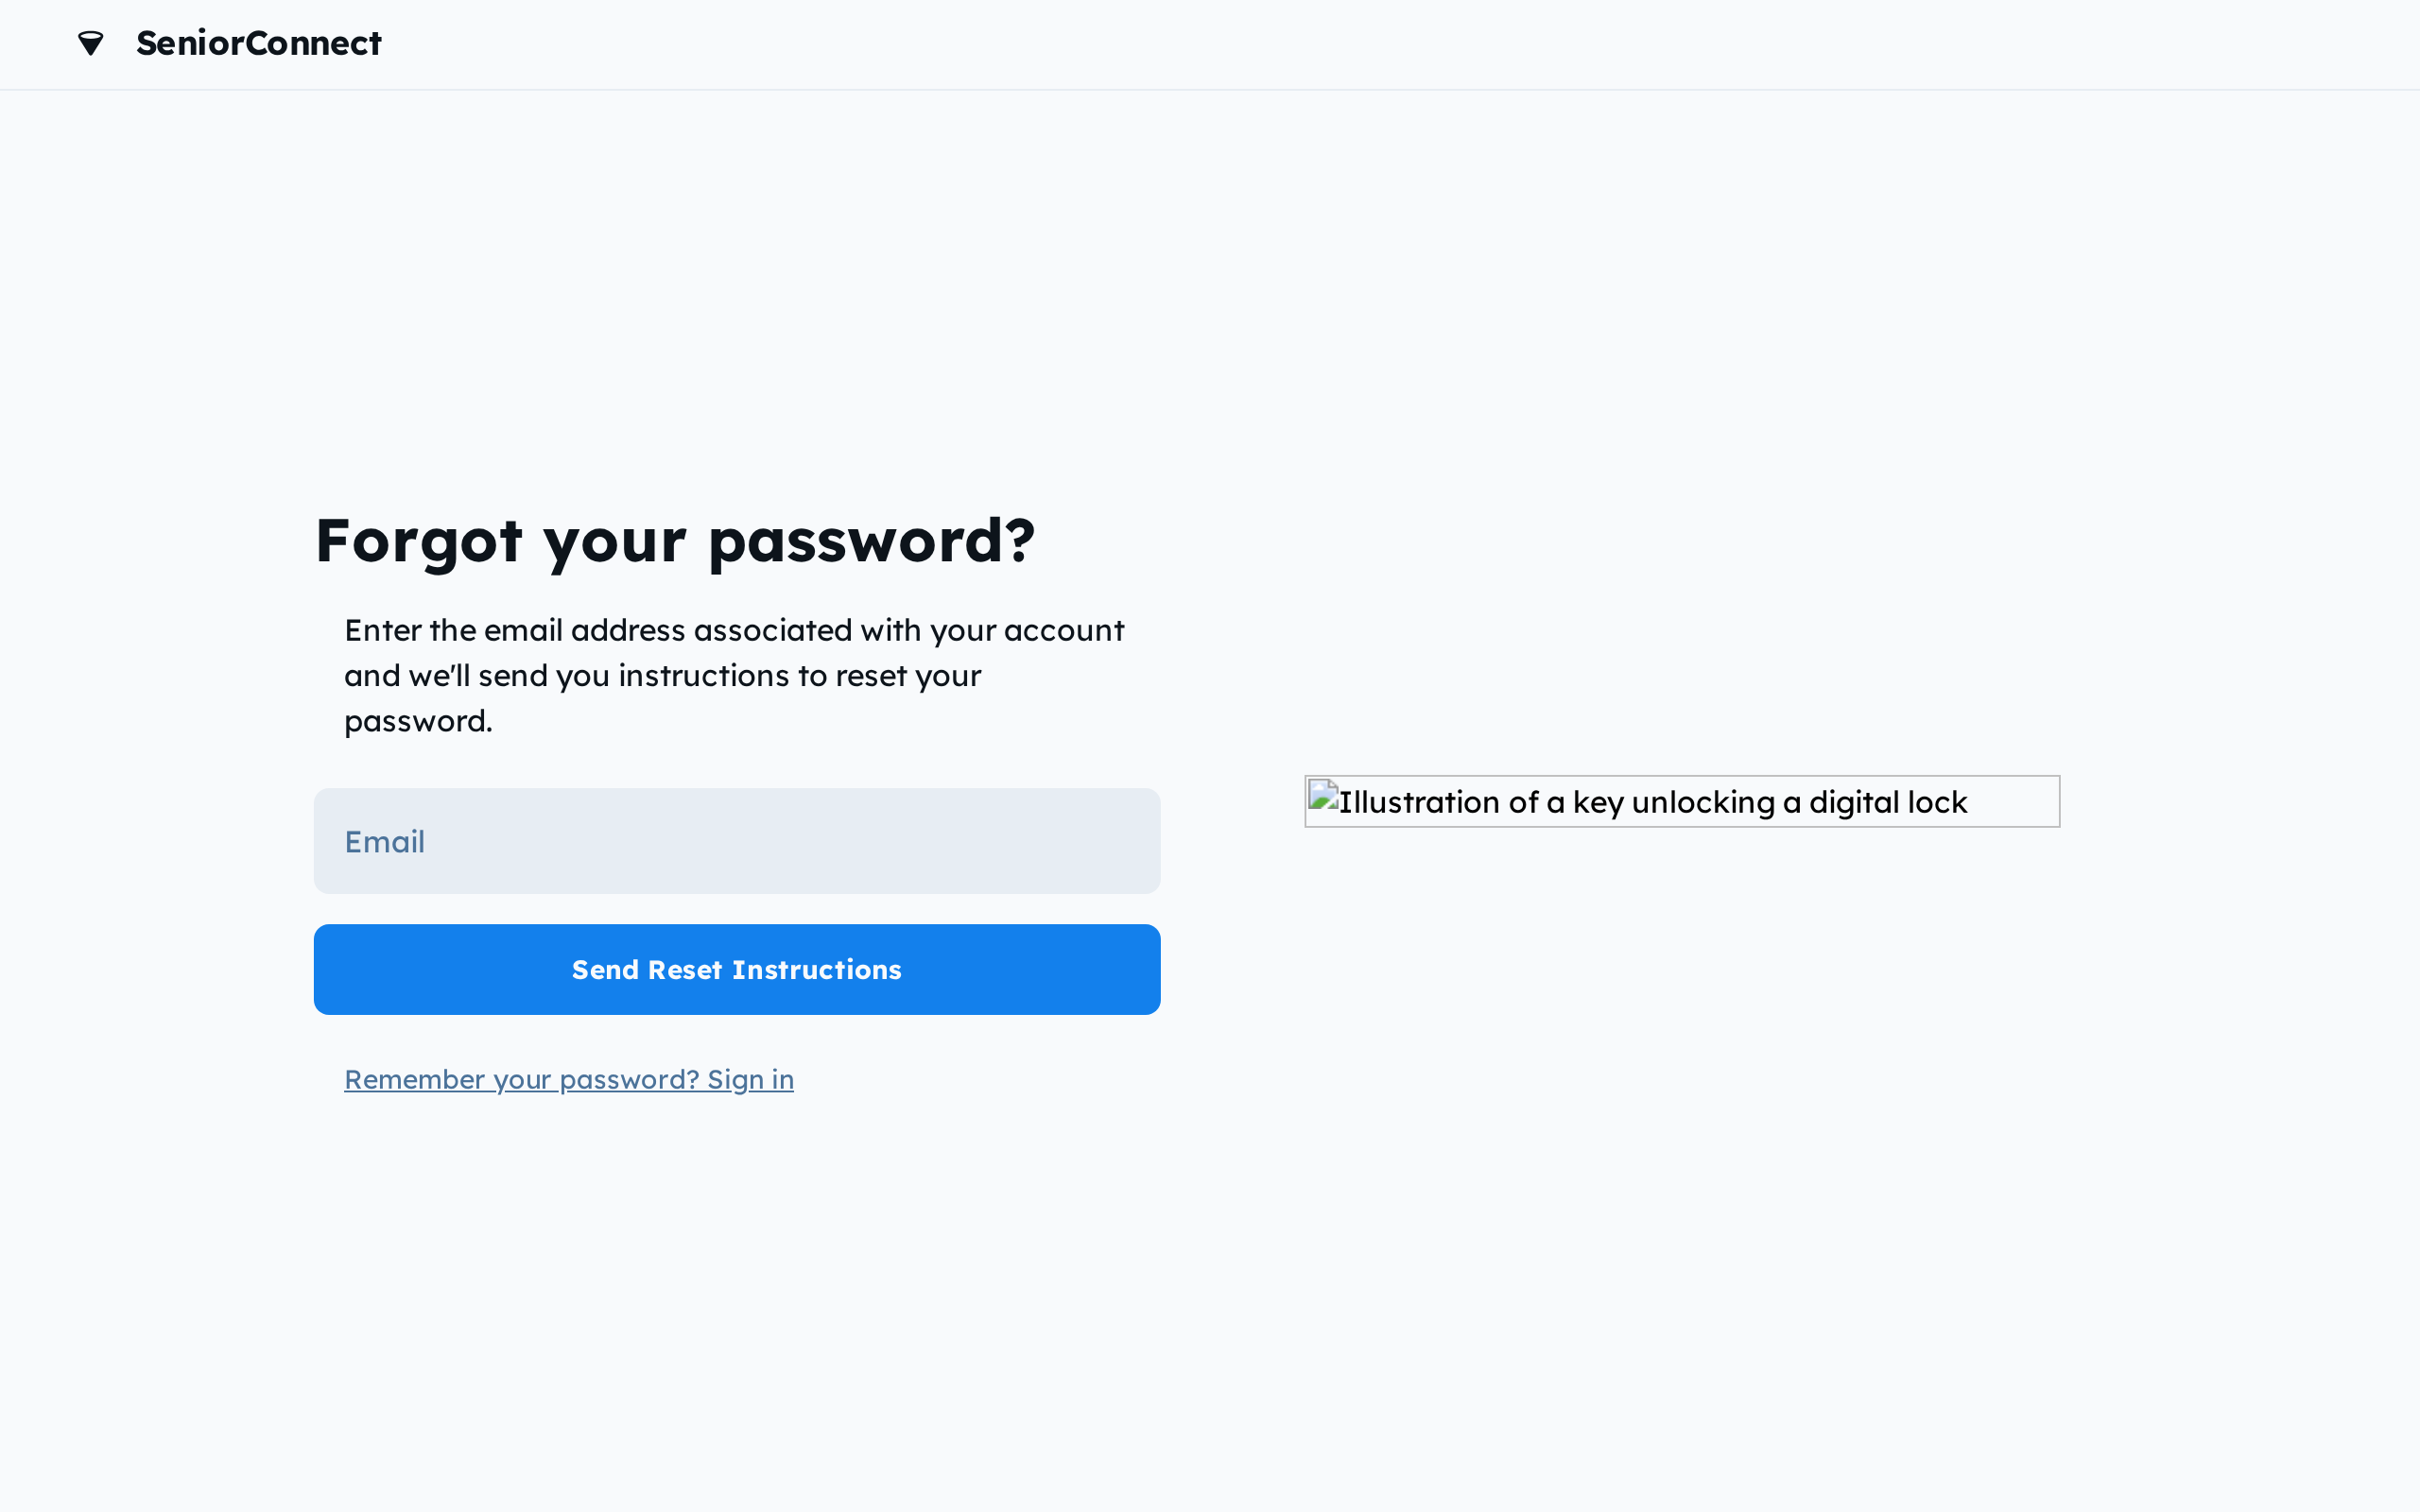 SeniorConnect
Forgot your password?
Enter the email address associated with your account
and we'll send you instructions to reset your
password.
Email
Send Reset Instructions
Remember your password? Sign in
Illustration of a key unlocking a digital lock